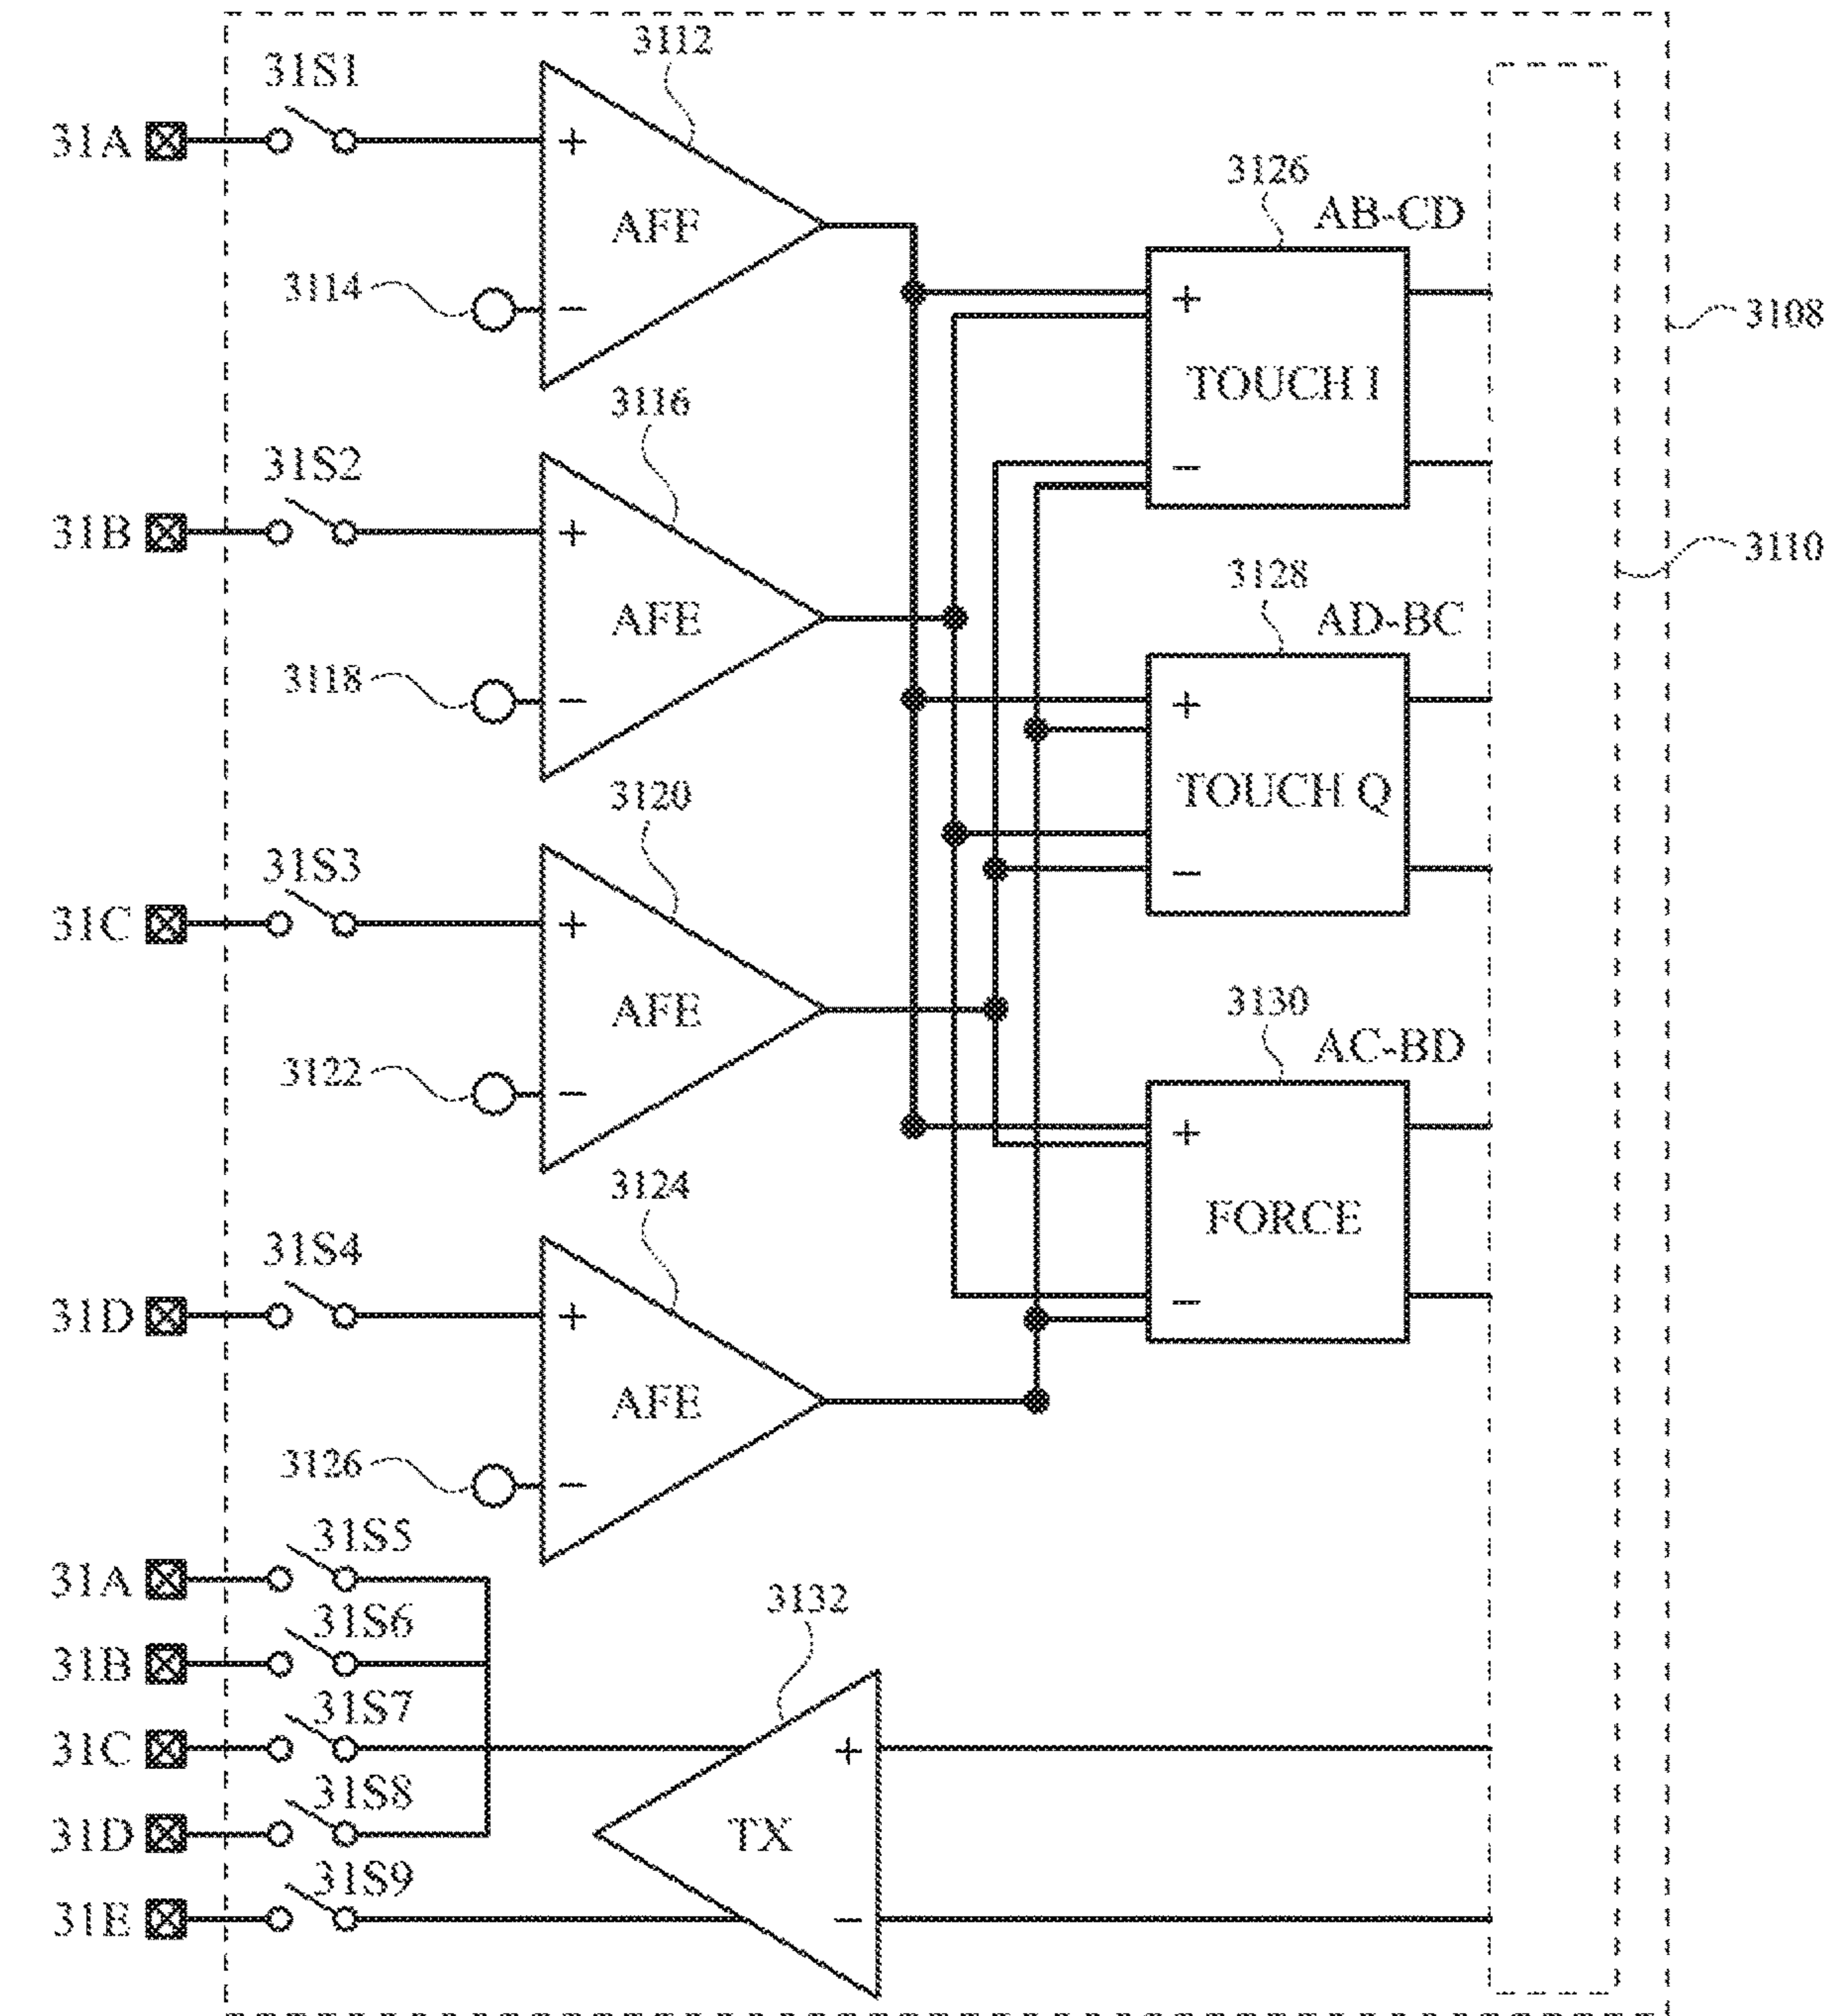 3112
31S1
31A
+
AFE
3114
−
3126
AB-CD
+
TOUCH I
−
3108
3116
31S2
31B
+
AFE
3118
−
3110
3128
AD-BC
+
TOUCH Q
−
3120
31S3
31C
+
AFE
3122
−
3130
AC-BD
+
FORCE
−
3124
31S4
31D
+
AFE
3126
−
31S5
31A
31S6
31B
31S7
31C
31S8
31D
31S9
31E
3132
+
TX
−